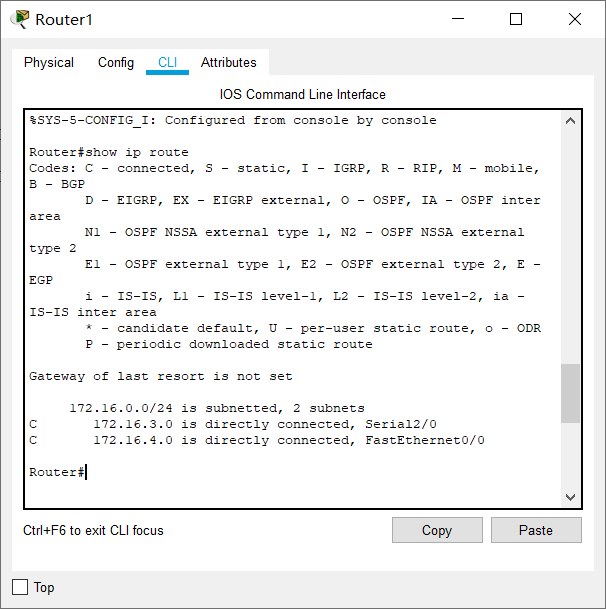 Router1
Physical Config CLI Attributes
IOS Command Line Interface
%SYS-5-CONFIG_I: Configured from console by console
Router#show ip route
Codes: C - connected, S - static, I - IGRP, R - RIP, M - mobile,
B - BGP
D - EIGRP, EX - EIGRP external, O - OSPF, IA - OSPF inter
area
N1 - OSPF NSSA external type 1, N2 - OSPF NSSA external
type 2
E1 - OSPF external type 1, E2 - OSPF external type 2, E -
EGP
i - IS-IS, L1 - IS-IS level-1, L2 - IS-IS level-2, ia -
IS-IS inter area
* - candidate default, U - per-user static route, o - ODR
P - periodic downloaded static route
Gateway of last resort is not set
172.16.0.0/24 is subnetted, 2 subnets
C 172.16.3.0 is directly connected, Serial2/0
C 172.16.4.0 is directly connected, FastEthernet0/0
Router#
Ctrl+F6 to exit CLI focus
Copy
Paste
Top